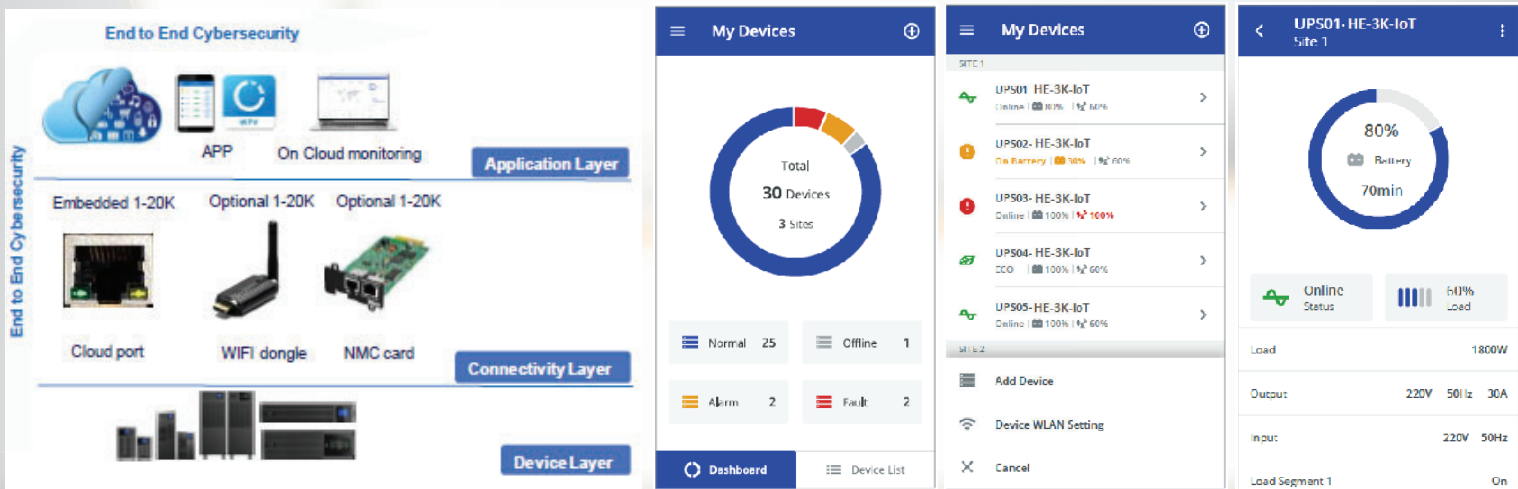 End to End Cybersecurity
End to End Cybersecurity
APP
On Cloud monitoring
Application Layer
Embedded 1-20K
Optional 1-20K
Optional 1-20K
Cloud port
WIFI dongle
NMC card
Connectivity Layer
Device Layer
My Devices
Total
30 Devices
3 Sites
Normal 25
Offline 1
Alarm 2
Fault 2
Dashboard
Device List
My Devices
SITE 1
UPS01 HE-3K-IoT
Online | 80% | 60%
UPS02- HE-3K-IoT
On Battery | 30% | 60%
UPS03- HE-3K-IoT
Online | 100% | 100%
UPS04- HE-3K-IoT
ECO | 100% | 60%
UPS05- HE-3K-IoT
Online | 100% | 60%
SITE 2
Add Device
Device WLAN Setting
Cancel
UPS01- HE-3K-IoT
Site 1
80%
Battery
70min
Online
Status
60%
Load
Load 1800W
Output 220V 50Hz 30A
Input 220V 50Hz
Load Segment 1 On